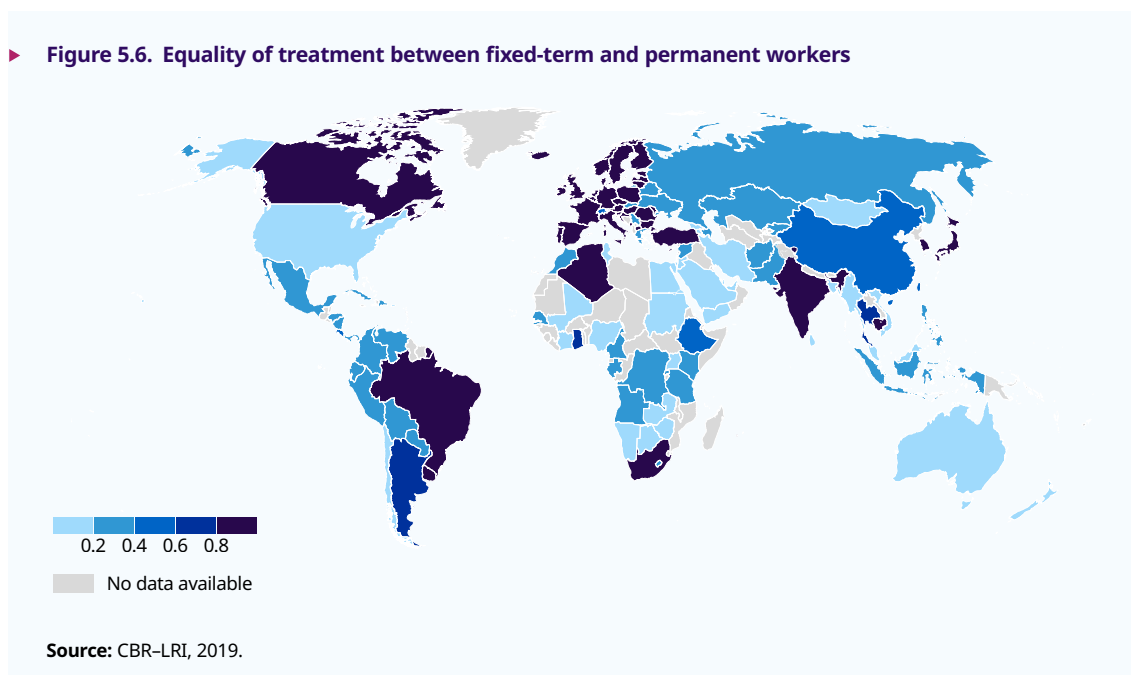 Figure 5.6. Equality of treatment between fixed-term and permanent workers
0.2 0.4 0.6 0.8
No data available
Source: CBR–LRI, 2019.